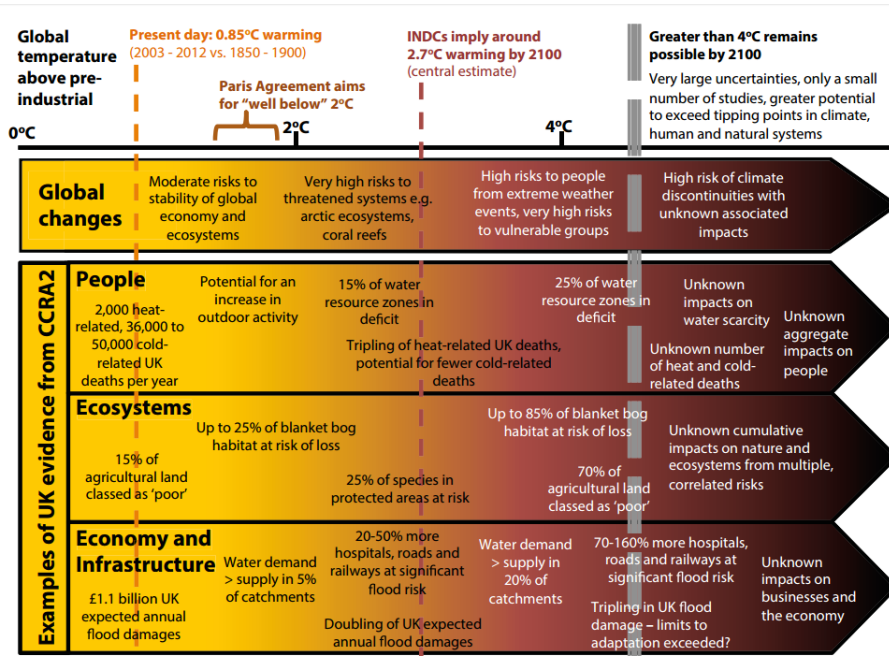 Global
temperature
above pre-
industrial
Present day: 0.85ºC warming
(2003 - 2012 vs. 1850 - 1900)
Paris Agreement aims
for “well below” 2ºC
INDCs imply around
2.7ºC warming by 2100
(central estimate)
Greater than 4ºC remains
possible by 2100
Very large uncertainties, only a small
number of studies, greater potential
to exceed tipping points in climate,
human and natural systems
0ºC
2ºC
4ºC
Global
changes
Moderate risks to
stability of global
economy and
ecosystems
Very high risks to
threatened systems e.g.
arctic ecosystems,
coral reefs
High risks to people
from extreme weather
events, very high risks
to vulnerable groups
High risk of climate
discontinuities with
unknown associated
impacts
Examples of UK evidence from CCRA2
People
2,000 heat-
related, 36,000 to
50,000 cold-
related UK
deaths per year
Potential for an
increase in
outdoor activity
15% of water
resource zones in
deficit
Tripling of heat-related UK deaths,
potential for fewer cold-related
deaths
25% of water
resource zones in
deficit
Unknown
impacts on
water scarcity
Unknown number
of heat and cold-
related deaths
Unknown
aggregate
impacts on
people
Ecosystems
15% of
agricultural land
classed as ‘poor’
Up to 25% of blanket bog
habitat at risk of loss
25% of species in
protected areas at risk
Up to 85% of blanket bog
habitat at risk of loss
70% of
agricultural land
classed as ‘poor’
Unknown cumulative
impacts on nature and
ecosystems from multiple,
correlated risks
Economy and
Infrastructure
£1.1 billion UK
expected annual
flood damages
Water demand
> supply in 5%
of catchments
20-50% more
hospitals, roads and
railways at significant
flood risk
Doubling of UK expected
annual flood damages
Water demand
> supply in
20% of
catchments
70-160% more hospitals,
roads and railways at
significant flood risk
Tripling in UK flood
damage – limits to
adaptation exceeded?
Unknown
impacts on
businesses and
the economy